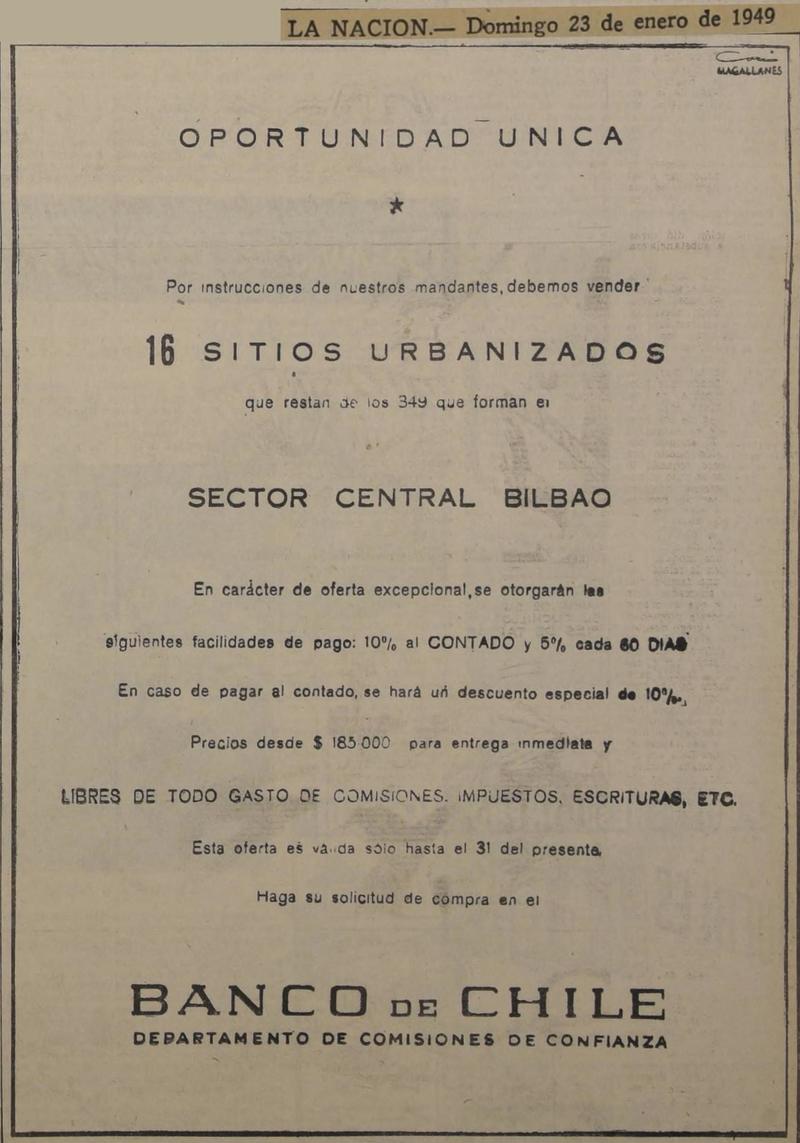 LA NACION.— Domingo 23 de enero de 1949
MAGALLANES
OPORTUNIDAD UNICA
Por instrucciones de nuestros mandantes, debemos vender
16 SITIOS URBANIZADOS
que restan de los 349 que forman el
SECTOR CENTRAL BILBAO
En carácter de oferta excepcional, se otorgarán las
siguientes facilidades de pago: 10% al CONTADO y 5% cada 60 DIAS
En caso de pagar al contado, se hará un descuento especial de 10%.
Precios desde $ 185.000 para entrega inmediata y
LIBRES DE TODO GASTO DE COMISIONES. IMPUESTOS, ESCRITURAS, ETC.
Esta oferta es válida sólo hasta el 31 del presente.
Haga su solicitud de compra en el
BANCO DE CHILE
DEPARTAMENTO DE COMISIONES DE CONFIANZA